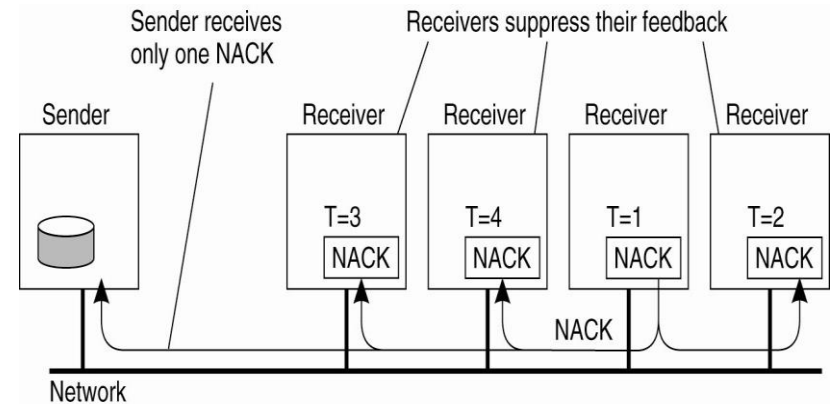 Sender receives
only one NACK
Receivers suppress their feedback
Sender
Receiver
Receiver
Receiver
Receiver
T=3
T=4
T=1
T=2
NACK
NACK
NACK
NACK
NACK
Network